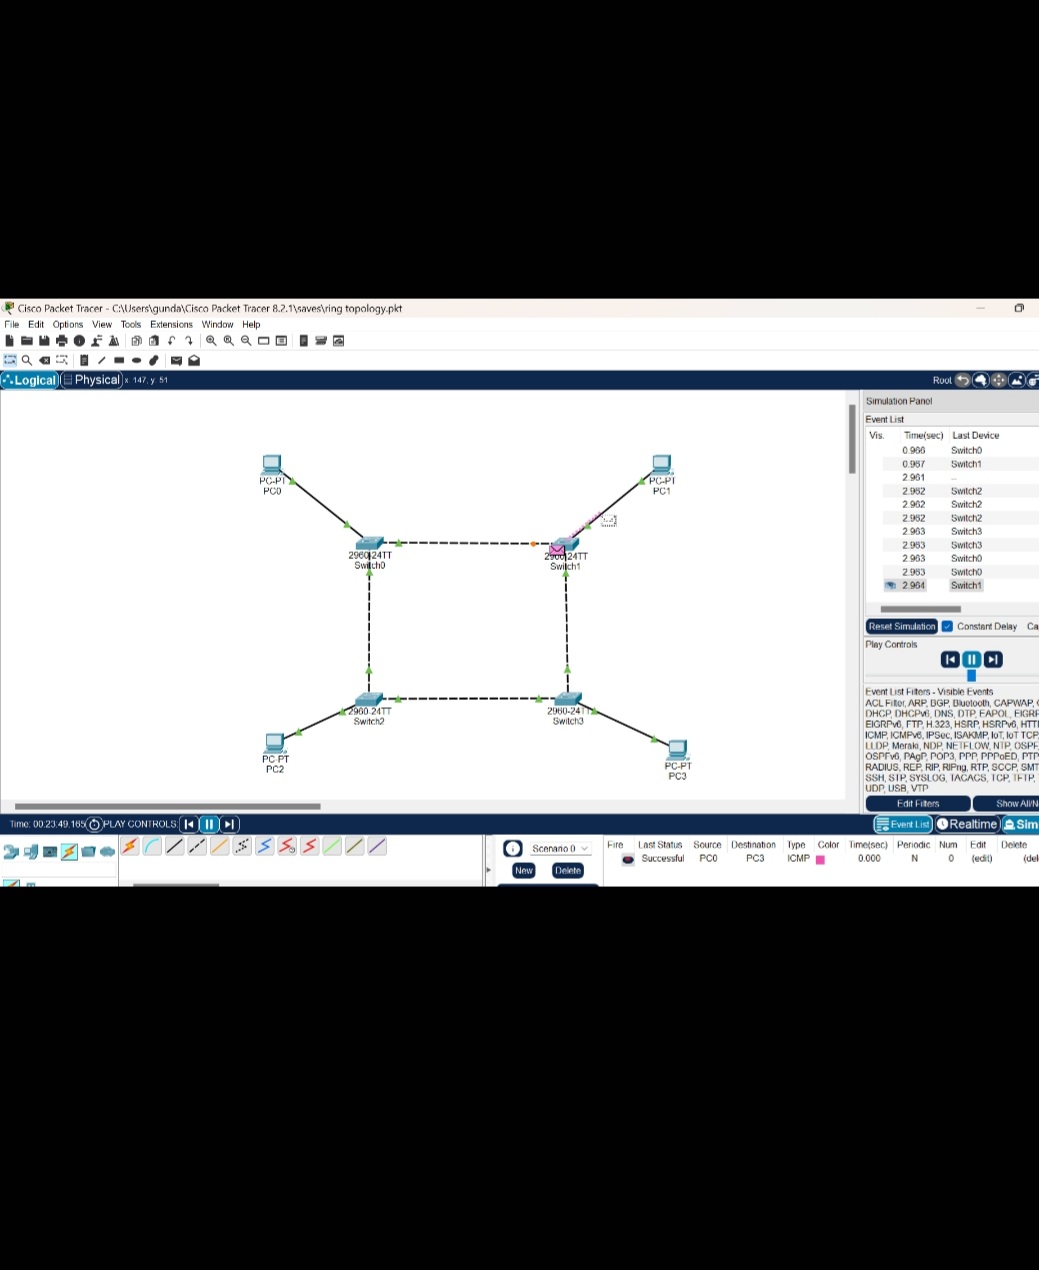 Cisco Packet Tracer - C:\Users\gunda\Cisco Packet Tracer 8.2.1\saves\ring topology.pkt
File Edit Options View Tools Extensions Window Help
Logical Physical x: 147, y: 51 Root
Simulation Panel
Event List
Vis. Time(sec) Last Device
0.966 Switch0
0.967 Switch1
2.961 --
2.962 Switch2
2.962 Switch2
2.962 Switch2
2.963 Switch3
2.963 Switch3
2.963 Switch0
2.963 Switch0
2.964 Switch1
Reset Simulation Constant Delay Ca
Play Controls
Event List Filters - Visible Events
ACL Filter, ARP, BGP, Bluetooth, CAPWAP,
DHCP, DHCPv6, DNS, DTP, EAPOL, EIGRP
EIGRPv6, FTP, H.323, HSRP, HSRPv6, HTT
ICMP, ICMPv6, IPSec, ISAKMP, IoT, IoT TCP
LLDP, Meraki, NDP, NETFLOW, NTP, OSPF
OSPFv6, PAgP, POP3, PPP, PPPoED, PTP
RADIUS, REP, RIP, RIPng, RTP, SCCP, SMT
SSH, STP, SYSLOG, TACACS, TCP, TFTP,
UDP, USB, VTP
Edit Filters Show All/N
PC-PT
PC0
PC-PT
PC1
2960-24TT
Switch0
2960-24TT
Switch1
2960-24TT
Switch2
2960-24TT
Switch3
PC-PT
PC2
PC-PT
PC3
Time: 00:23:49.165 PLAY CONTROLS: Event List Realtime Sim
Scenario 0
New Delete
Fire Last Status Source Destination Type Color Time(sec) Periodic Num Edit Delete
Successful PC0 PC3 ICMP 0.000 N 0 (edit) (del